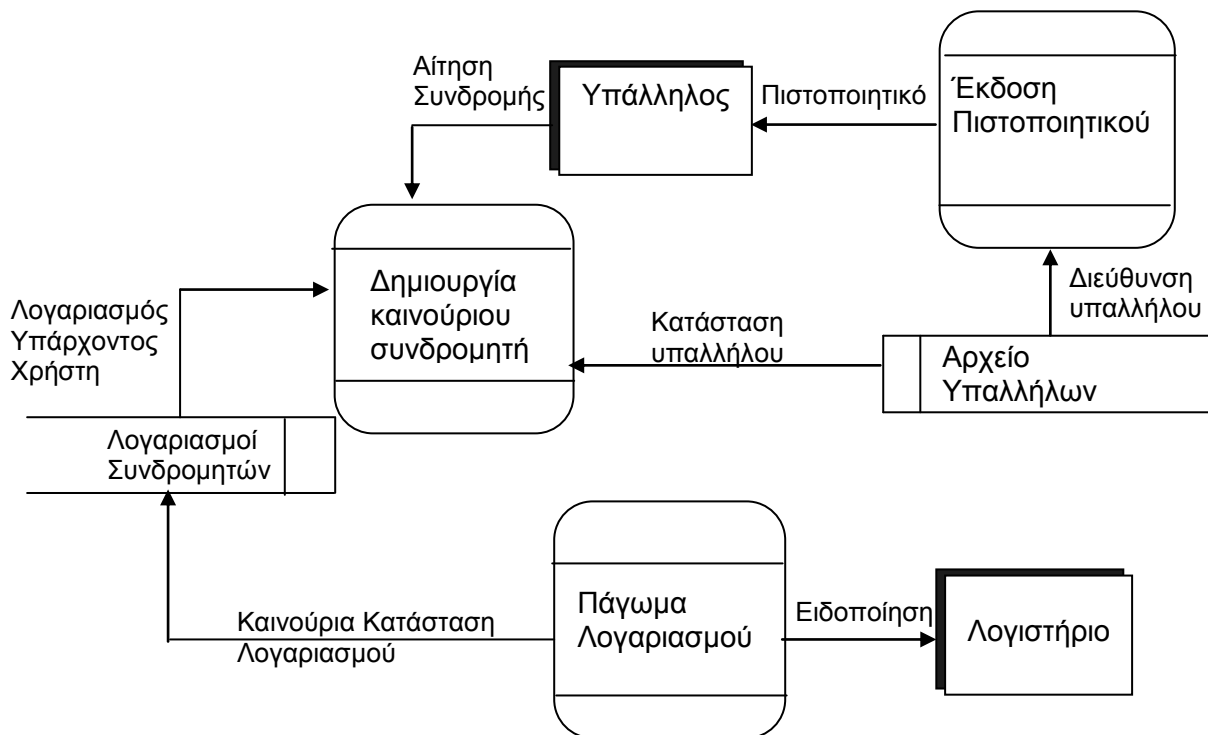 Αίτηση
Συνδρομής
Υπάλληλος
Πιστοποιητικό
Έκδοση
Πιστοποιητικού
Δημιουργία
καινούριου
συνδρομητή
Λογαριασμός
Υπάρχοντος
Χρήστη
Κατάσταση
υπαλλήλου
Διεύθυνση
υπαλλήλου
Αρχείο
Υπαλλήλων
Λογαριασμοί
Συνδρομητών
Καινούρια Κατάσταση
Λογαριασμού
Πάγωμα
Λογαριασμού
Ειδοποίηση
Λογιστήριο